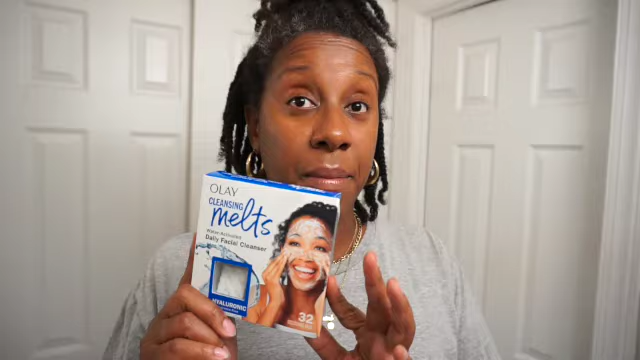 OLAY
CLEANSING
melts
Water-Activated
Daily Facial Cleanser
HYALURONIC
32